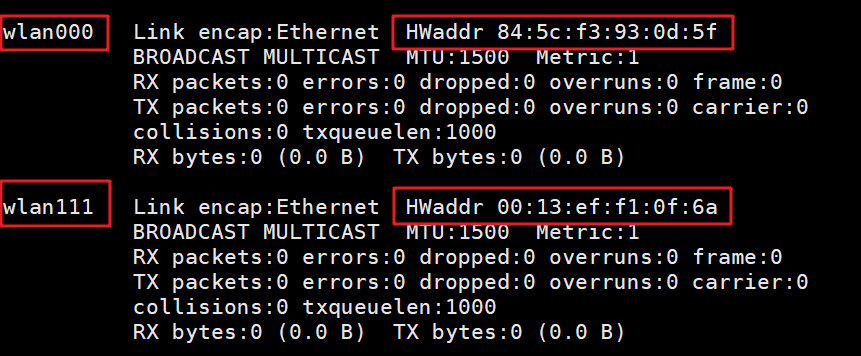 wlan000   Link encap:Ethernet  HWaddr 84:5c:f3:93:0d:5f
          BROADCAST MULTICAST  MTU:1500  Metric:1
          RX packets:0 errors:0 dropped:0 overruns:0 frame:0
          TX packets:0 errors:0 dropped:0 overruns:0 carrier:0
          collisions:0 txqueuelen:1000
          RX bytes:0 (0.0 B)  TX bytes:0 (0.0 B)

wlan111   Link encap:Ethernet  HWaddr 00:13:ef:f1:0f:6a
          BROADCAST MULTICAST  MTU:1500  Metric:1
          RX packets:0 errors:0 dropped:0 overruns:0 frame:0
          TX packets:0 errors:0 dropped:0 overruns:0 carrier:0
          collisions:0 txqueuelen:1000
          RX bytes:0 (0.0 B)  TX bytes:0 (0.0 B)